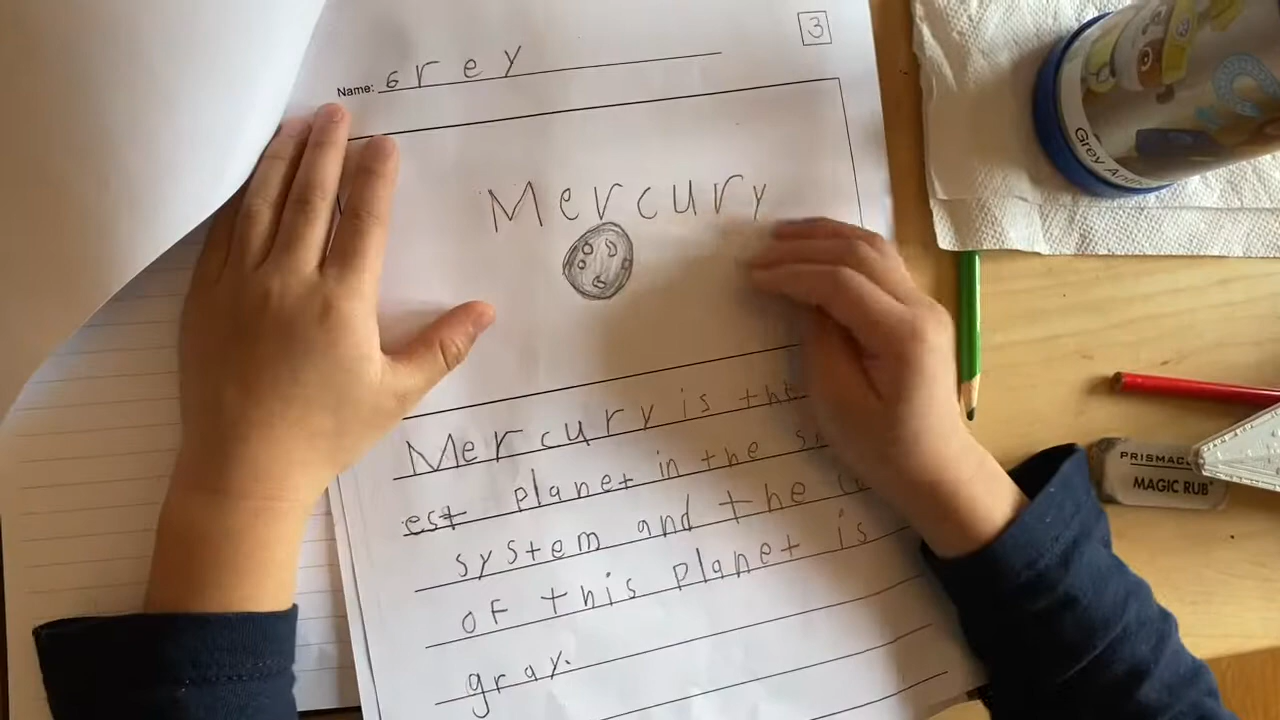 3
Name: Grey
Mercury
Mercury is the
est planet in the
system and the
of this planet is
gray.
Grey
PRISMAC
MAGIC RUB